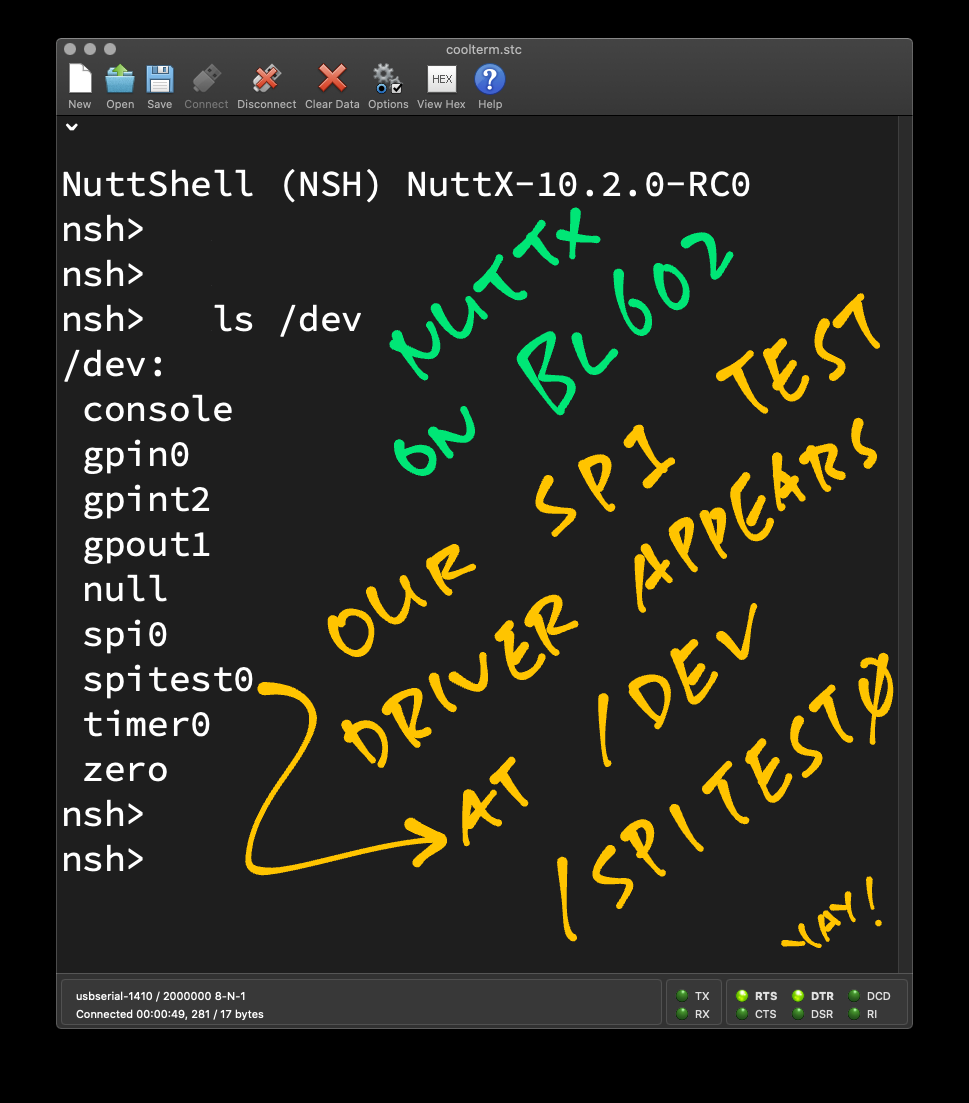 coolterm.stc
New Open Save Connect Disconnect Clear Data Options View Hex Help
HEX
NuttShell (NSH) NuttX-10.2.0-RC0
nsh>
nsh>
nsh>   ls /dev
/dev:
 console
 gpin0
 gpint2
 gpout1
 null
 spi0
 spitest0
 timer0
 zero
nsh>
nsh>
NUTTX
ON BL602
OUR SPI TEST
DRIVER APPEARS
AT /DEV
/SPITEST0
YAY!
usbserial-1410 / 2000000 8-N-1
Connected 00:00:49, 281 / 17 bytes
TX RTS DTR DCD
RX CTS DSR RI